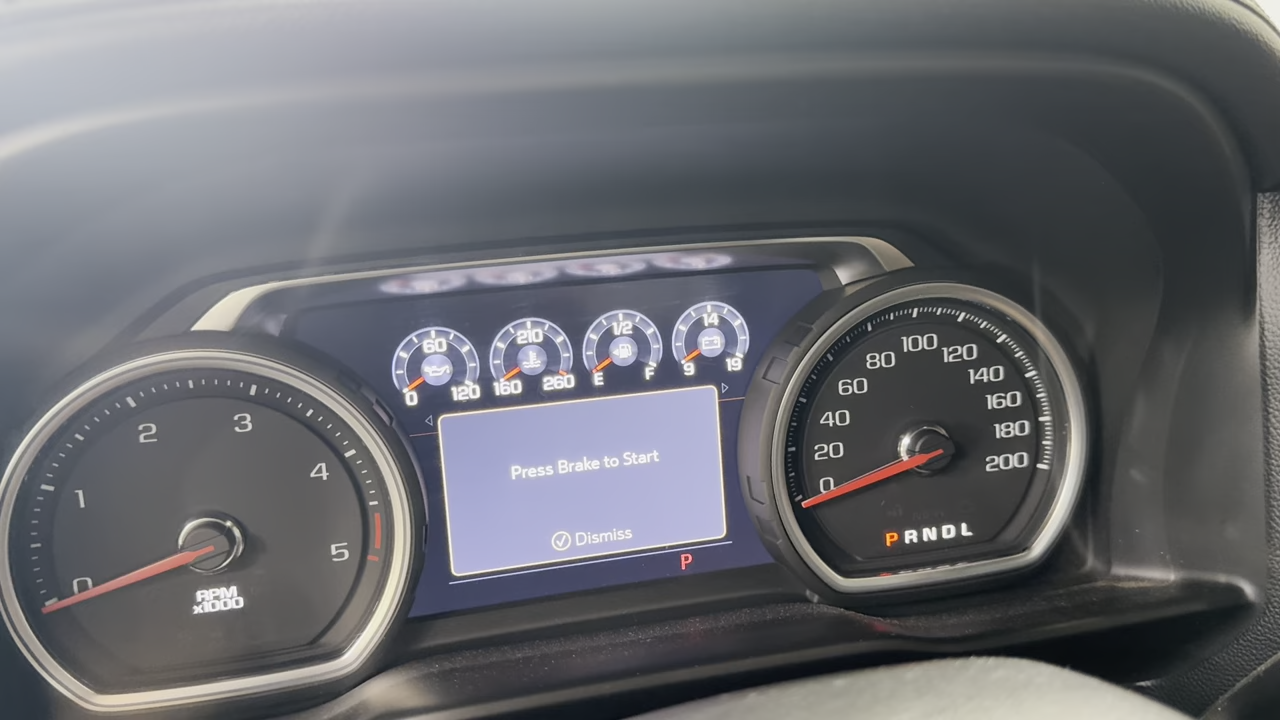 60
0 120
210
160 260
1/2
E F
14
9 19
Press Brake to Start
Dismiss
P
0 1 2 3 4 5
RPM
x1000
0 20 40 60 80 100 120 140 160 180 200
PRNDL